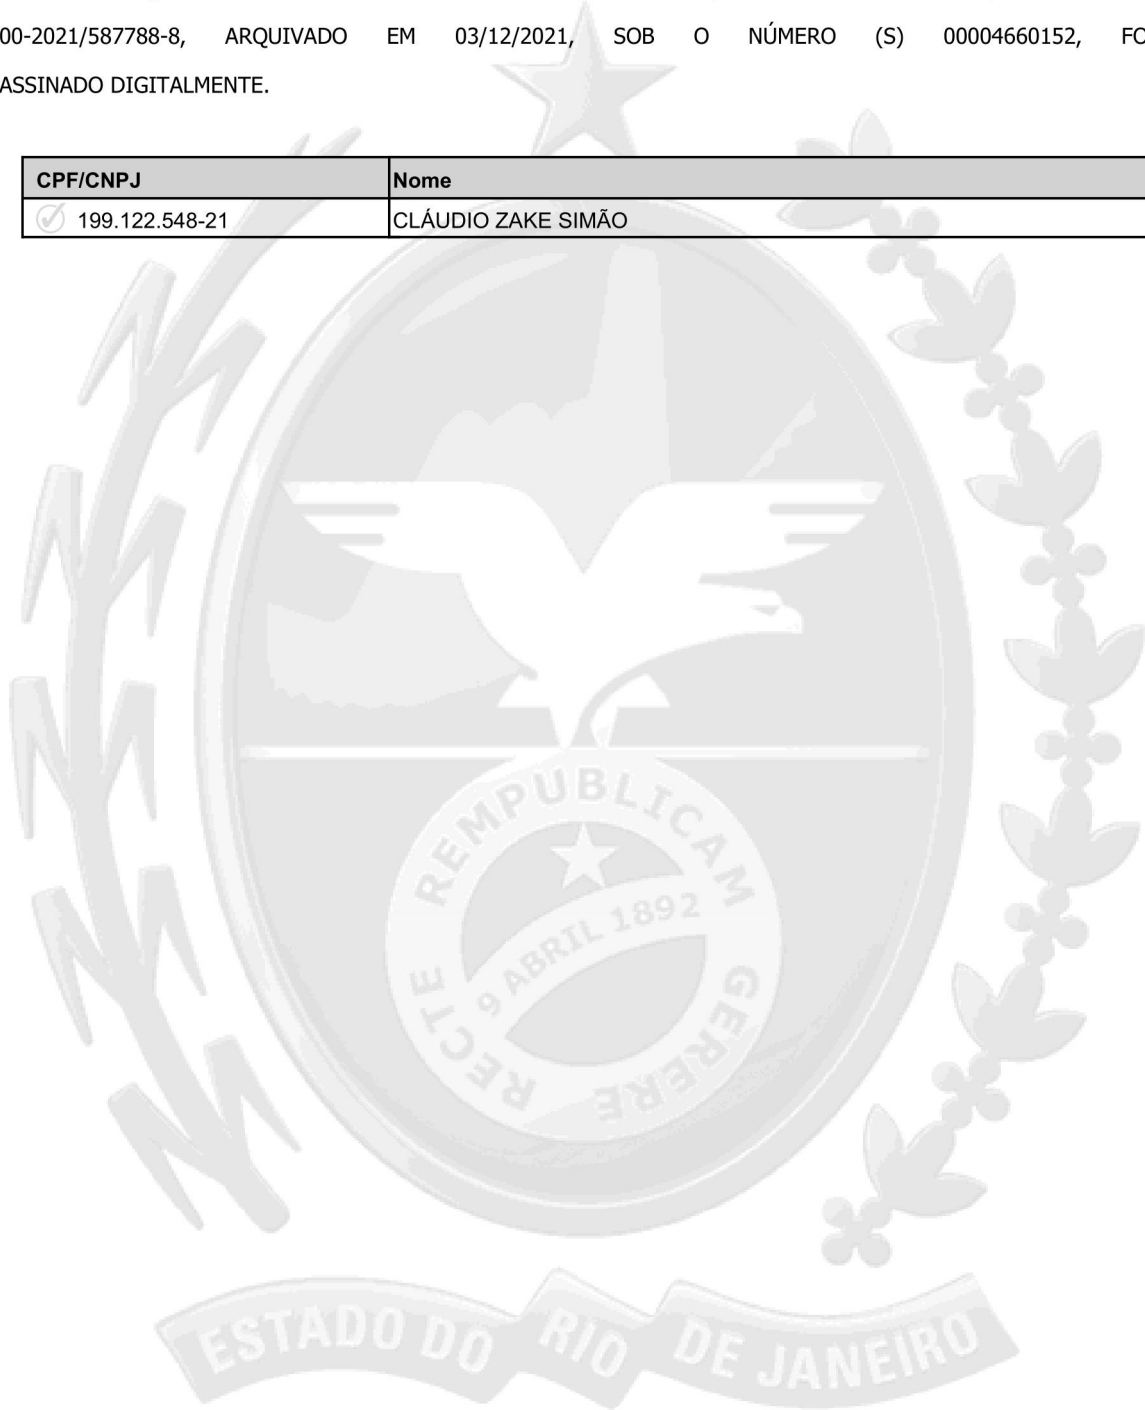 00-2021/587788-8, ARQUIVADO EM 03/12/2021, SOB O NÚMERO (S) 00004660152, FO
ASSINADO DIGITALMENTE.
CPF/CNPJ Nome
199.122.548-21 CLÁUDIO ZAKE SIMÃO
RECTE REMPUBLICAM GERERE
9 ABRIL 1892
ESTADO DO RIO DE JANEIRO